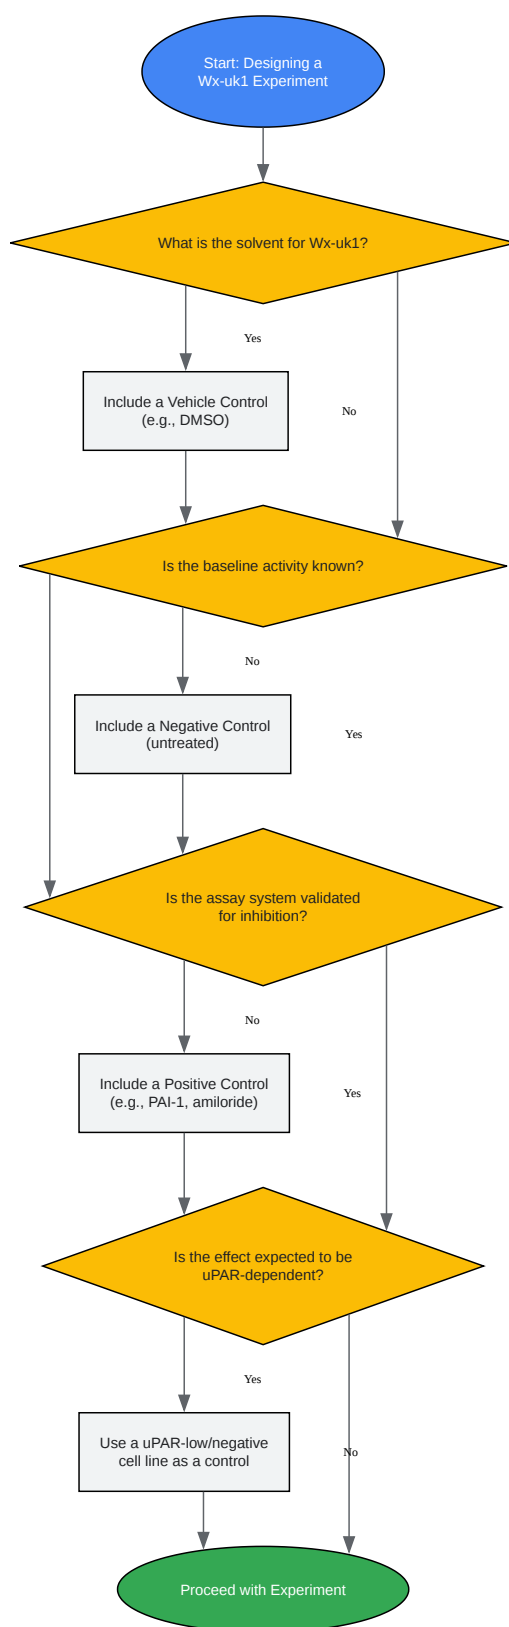 Start: Designing a
Wx-uk1 Experiment
What is the solvent for Wx-uk1?
Yes
Include a Vehicle Control
(e.g., DMSO)
No
Is the baseline activity known?
No
Include a Negative Control
(untreated)
Yes
Is the assay system validated
for inhibition?
No
Include a Positive Control
(e.g., PAI-1, amiloride)
Yes
Is the effect expected to be
uPAR-dependent?
Yes
Use a uPAR-low/negative
cell line as a control
No
Proceed with Experiment